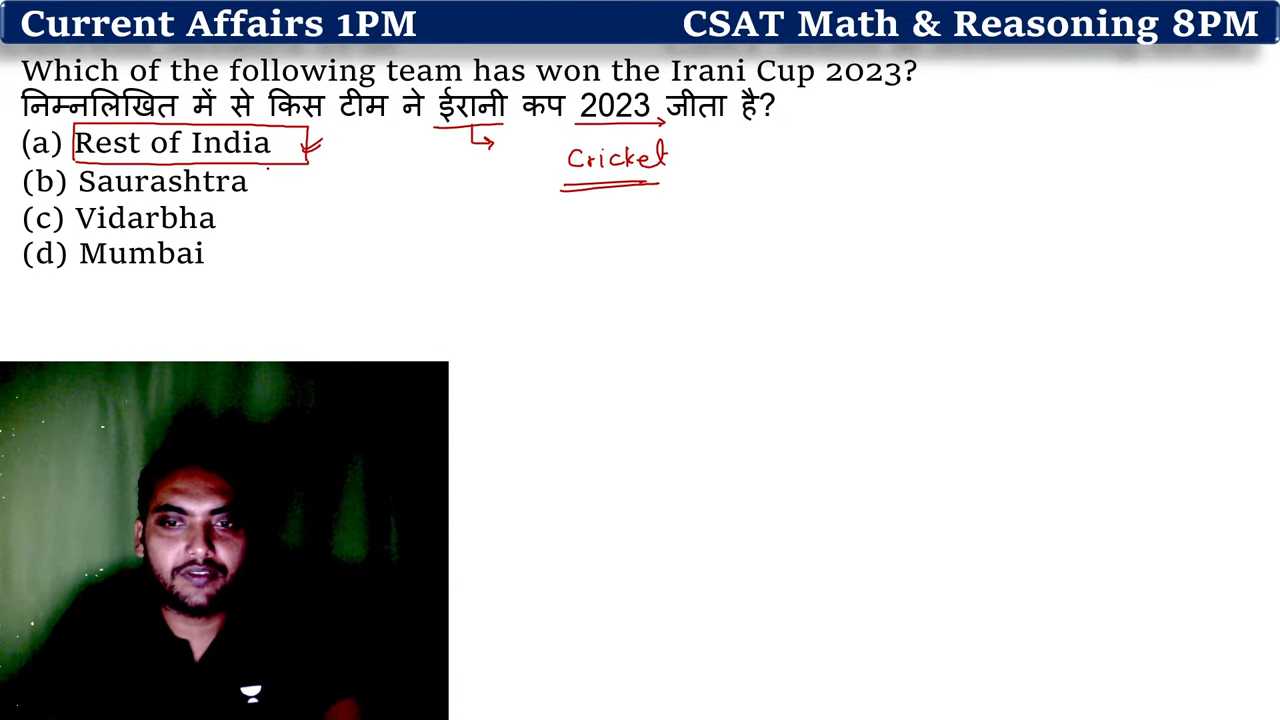 Current Affairs 1PM
CSAT Math & Reasoning 8PM
Which of the following team has won the Irani Cup 2023?
निम्नलिखित में से किस टीम ने ईरानी कप 2023 जीता है?
(a) Rest of India
Cricket
(b) Saurashtra
(c) Vidarbha
(d) Mumbai